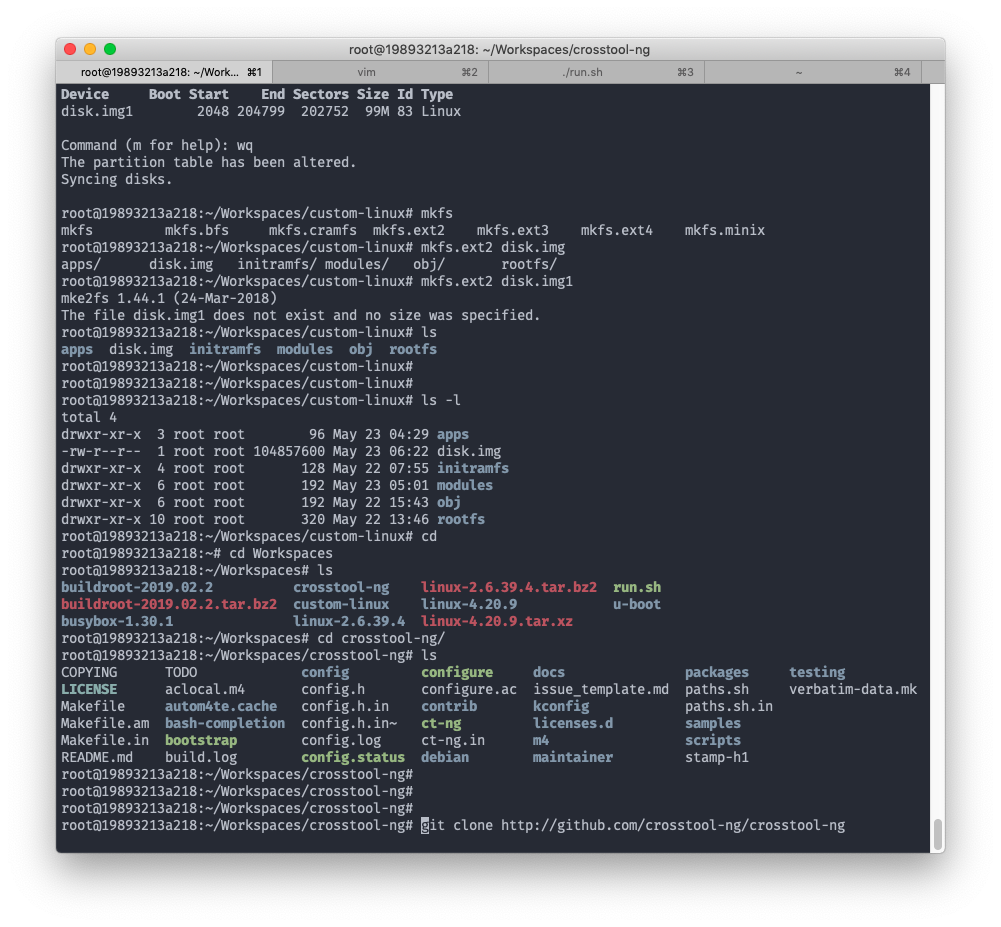 root@19893213a218: ~/Workspaces/crosstool-ng
root@19893213a218: ~/Work... ⌘1 vim ⌘2 ./run.sh ⌘3 ~ ⌘4
Device     Boot Start    End Sectors Size Id Type
disk.img1        2048 204799  202752  99M 83 Linux
Command (m for help): wq
The partition table has been altered.
Syncing disks.
root@19893213a218:~/Workspaces/custom-linux# mkfs
mkfs         mkfs.bfs     mkfs.cramfs  mkfs.ext2    mkfs.ext3    mkfs.ext4    mkfs.minix
root@19893213a218:~/Workspaces/custom-linux# mkfs.ext2 disk.img
apps/      disk.img   initramfs/ modules/   obj/       rootfs/
root@19893213a218:~/Workspaces/custom-linux# mkfs.ext2 disk.img1
mke2fs 1.44.1 (24-Mar-2018)
The file disk.img1 does not exist and no size was specified.
root@19893213a218:~/Workspaces/custom-linux# ls
apps  disk.img  initramfs  modules  obj  rootfs
root@19893213a218:~/Workspaces/custom-linux#
root@19893213a218:~/Workspaces/custom-linux#
root@19893213a218:~/Workspaces/custom-linux# ls -l
total 4
drwxr-xr-x  3 root root        96 May 23 04:29 apps
-rw-r--r--  1 root root 104857600 May 23 06:22 disk.img
drwxr-xr-x  4 root root       128 May 22 07:55 initramfs
drwxr-xr-x  6 root root       192 May 23 05:01 modules
drwxr-xr-x  6 root root       192 May 22 15:43 obj
drwxr-xr-x 10 root root       320 May 22 13:46 rootfs
root@19893213a218:~/Workspaces/custom-linux# cd
root@19893213a218:~# cd Workspaces
root@19893213a218:~/Workspaces# ls
buildroot-2019.02.2          crosstool-ng    linux-2.6.39.4.tar.bz2  run.sh
buildroot-2019.02.2.tar.bz2  custom-linux    linux-4.20.9            u-boot
busybox-1.30.1               linux-2.6.39.4  linux-4.20.9.tar.xz
root@19893213a218:~/Workspaces# cd crosstool-ng/
root@19893213a218:~/Workspaces/crosstool-ng# ls
COPYING      TODO             config         configure     docs               packages     testing
LICENSE      aclocal.m4       config.h       configure.ac  issue_template.md  paths.sh     verbatim-data.mk
Makefile     autom4te.cache   config.h.in    contrib       kconfig            paths.sh.in
Makefile.am  bash-completion  config.h.in~   ct-ng         licenses.d         samples
Makefile.in  bootstrap        config.log     ct-ng.in      m4                 scripts
README.md    build.log        config.status  debian        maintainer         stamp-h1
root@19893213a218:~/Workspaces/crosstool-ng#
root@19893213a218:~/Workspaces/crosstool-ng#
root@19893213a218:~/Workspaces/crosstool-ng#
root@19893213a218:~/Workspaces/crosstool-ng# git clone http://github.com/crosstool-ng/crosstool-ng